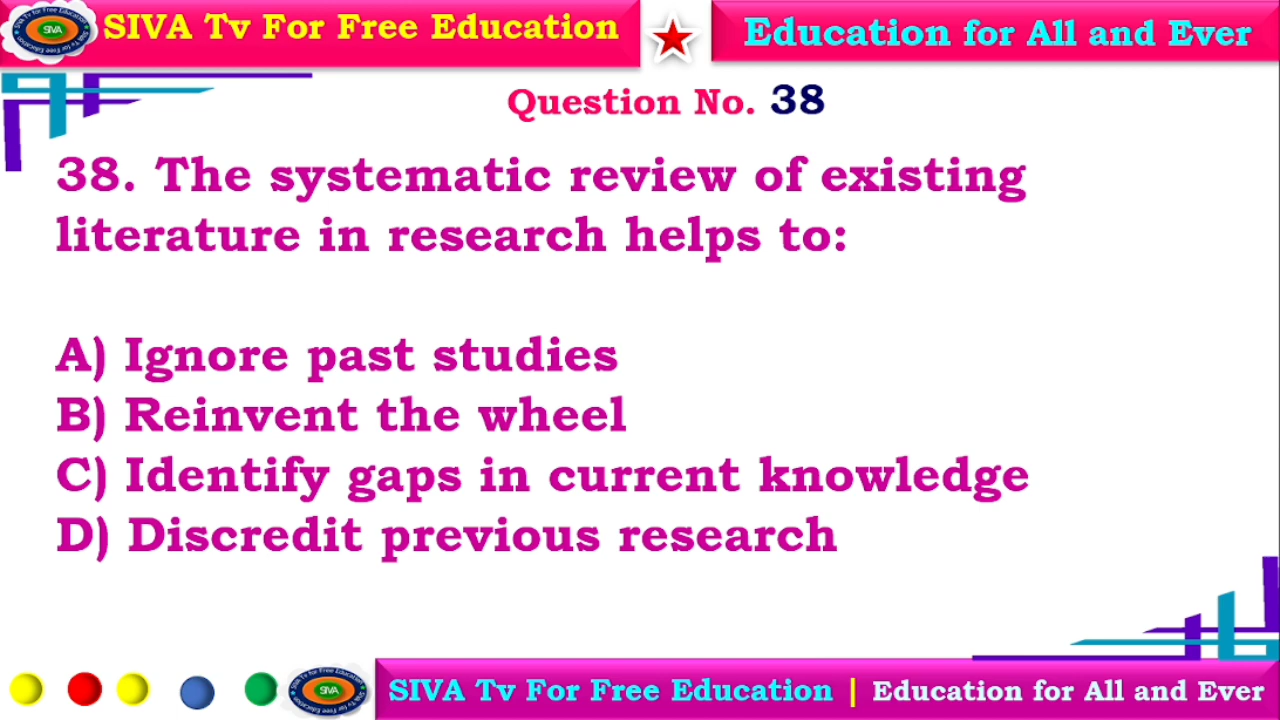 SIVA Tv For Free Education
Education for All and Ever
SIVA
Question No. 38
38. The systematic review of existing
literature in research helps to:
A) Ignore past studies
B) Reinvent the wheel
C) Identify gaps in current knowledge
D) Discredit previous research
SIVA
SIVA Tv For Free Education | Education for All and Ever